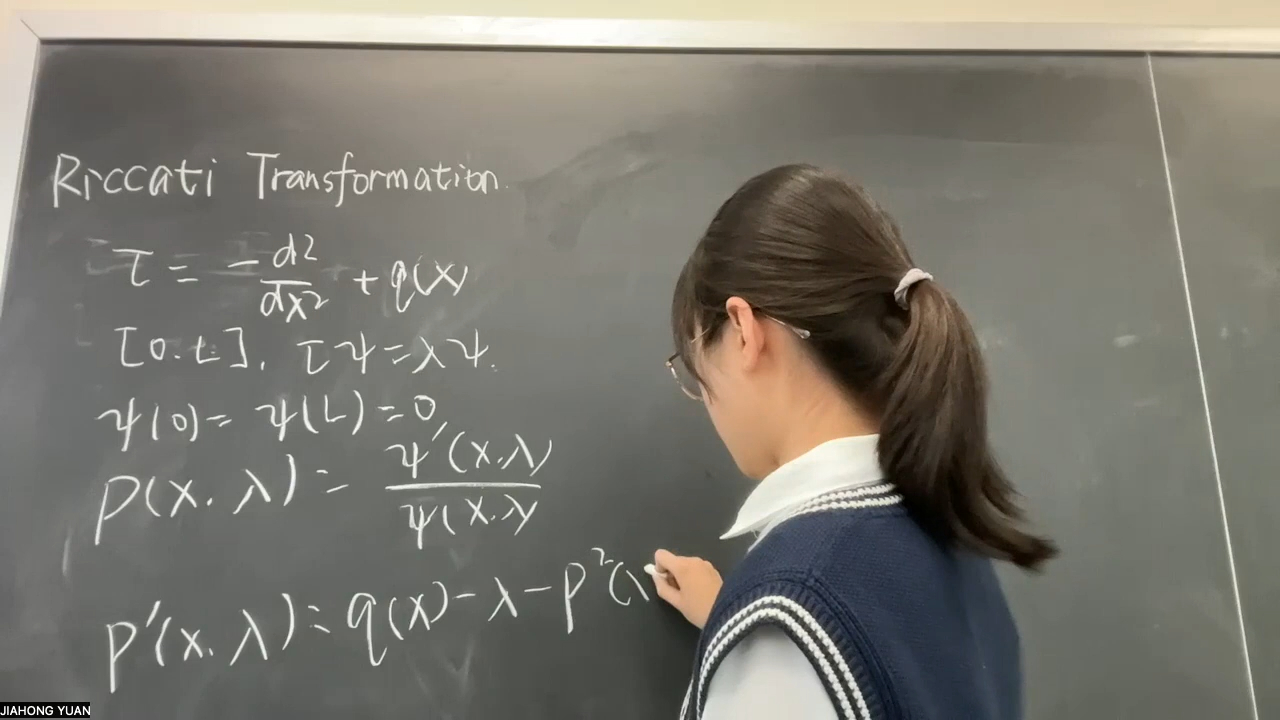 Riccati Transformation.
τ = - d²/dx² + q(x)
[0.L], τψ=λψ.
ψ(0)= ψ(L)=0
p(x.λ)= ψ'(x.λ)/ψ(x.λ)
p'(x.λ)= q(x)-λ-p²(x
JIAHONG YUAN